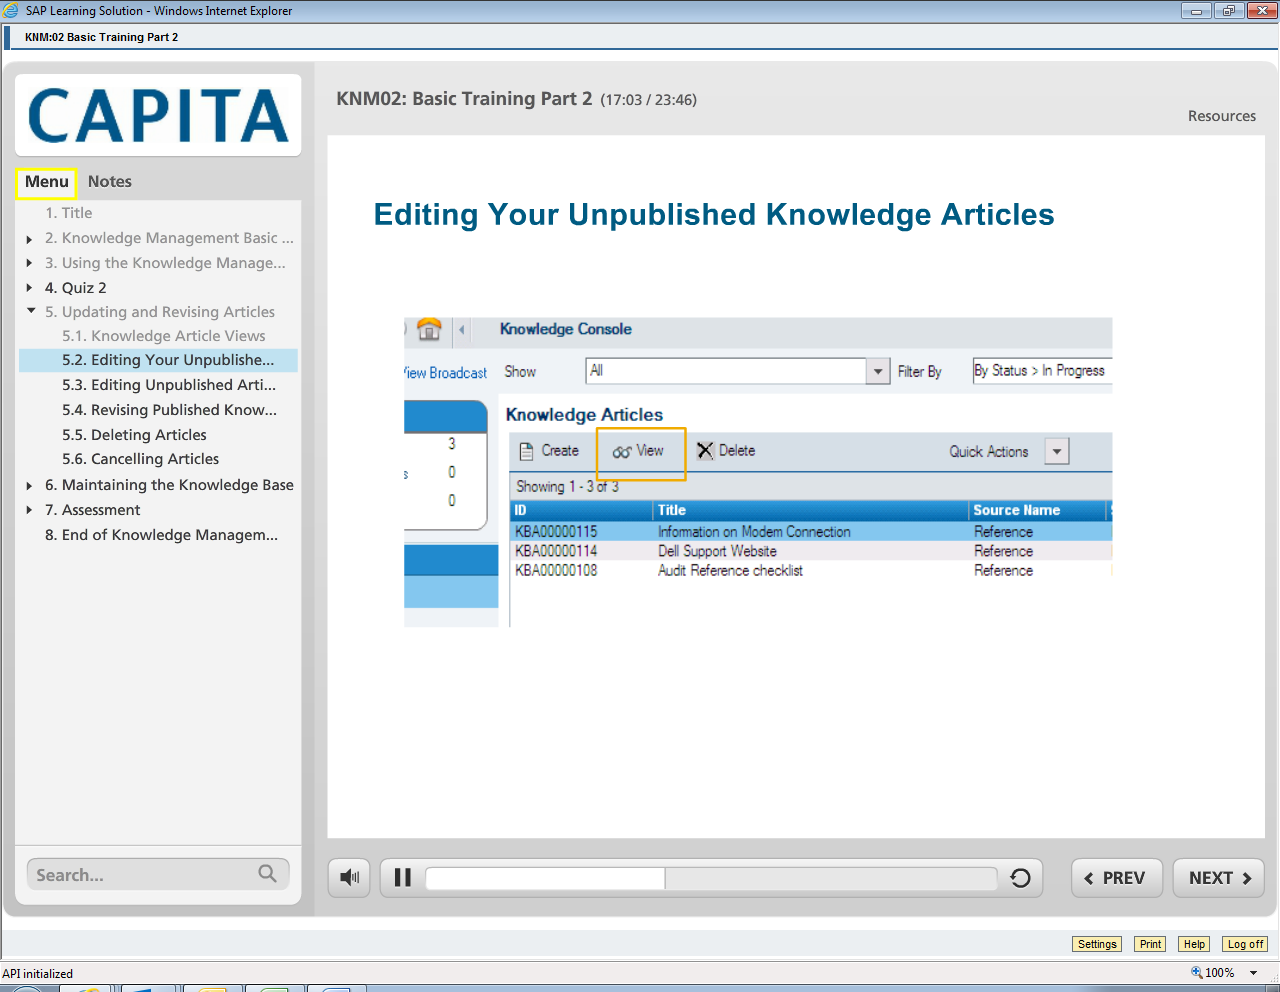 SAP Learning Solution - Windows Internet Explorer
KNM:02 Basic Training Part 2
CAPITA
KNM02: Basic Training Part 2 (17:03 / 23:46)
Resources
Menu Notes
1. Title
2. Knowledge Management Basic ...
3. Using the Knowledge Manage...
4. Quiz 2
5. Updating and Revising Articles
5.1. Knowledge Article Views
5.2. Editing Your Unpublishe...
5.3. Editing Unpublished Arti...
5.4. Revising Published Know...
5.5. Deleting Articles
5.6. Cancelling Articles
6. Maintaining the Knowledge Base
7. Assessment
8. End of Knowledge Managem...
Search...
Editing Your Unpublished Knowledge Articles
Knowledge Console
View Broadcast Show All Filter By By Status > In Progress
Knowledge Articles
3
s 0
0
Create View Delete Quick Actions
Showing 1 - 3 of 3
ID Title Source Name
KBA00000115 Information on Modem Connection Reference
KBA00000114 Dell Support Website Reference
KBA00000108 Audit Reference checklist Reference
PREV NEXT
Settings Print Help Log off
API initialized 100%